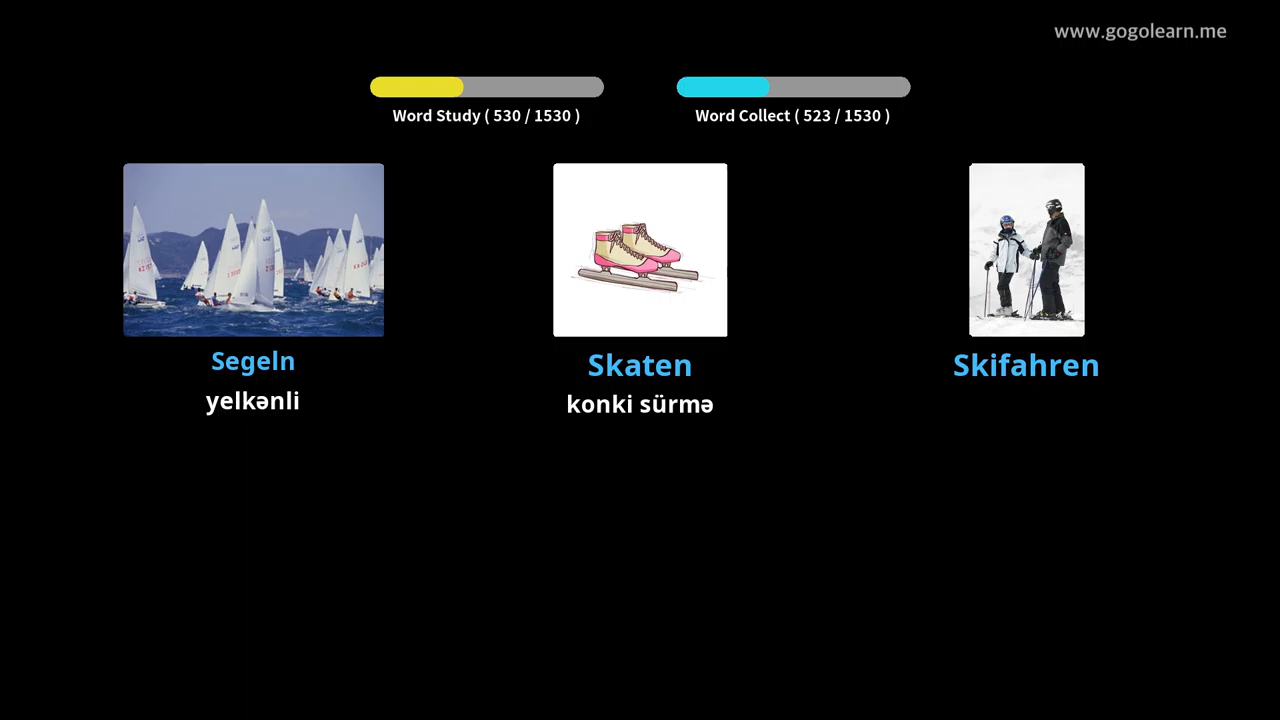 www.gogolearn.me
Word Study ( 530 / 1530 )
Word Collect ( 523 / 1530 )
Segeln
yelkənli
Skaten
konki sürmə
Skifahren